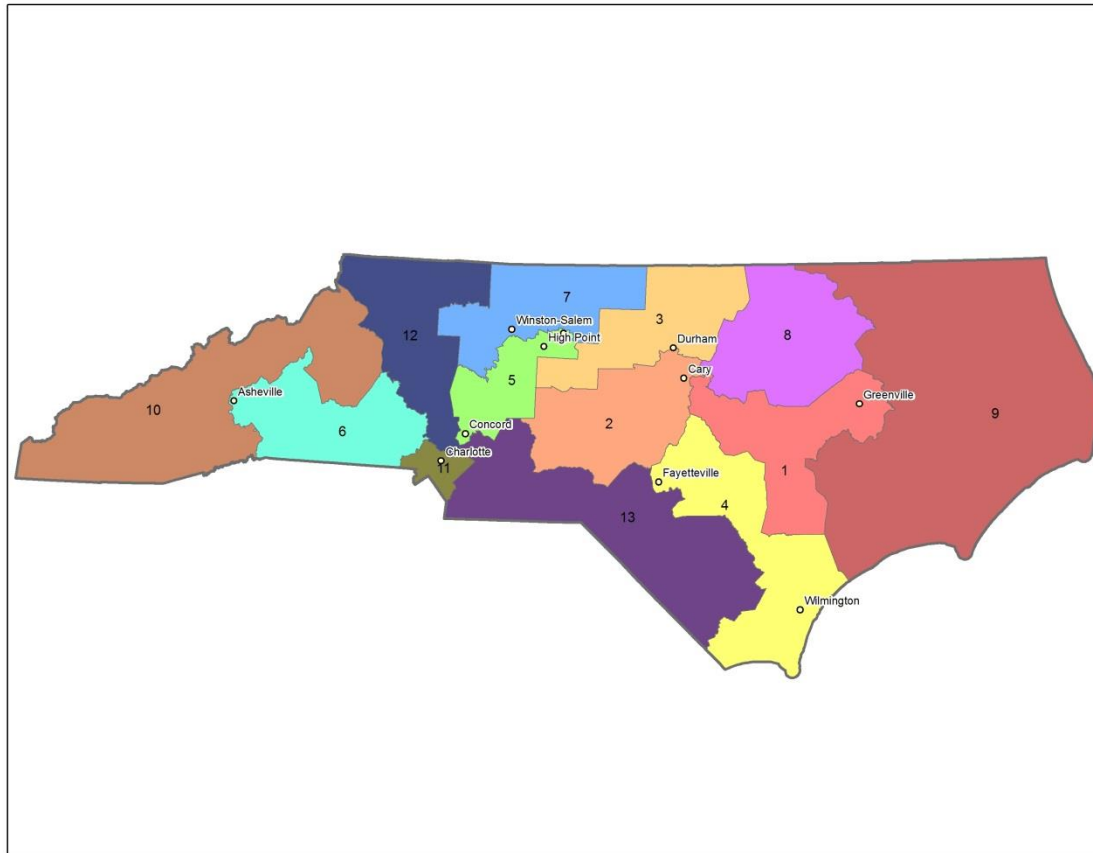 7
Winston-Salem
12
3
High Point
Durham
Cary
5
8
Asheville
Greenville
10
9
6
2
Concord
Charlotte
11
1
Fayetteville
4
13
Wilmington